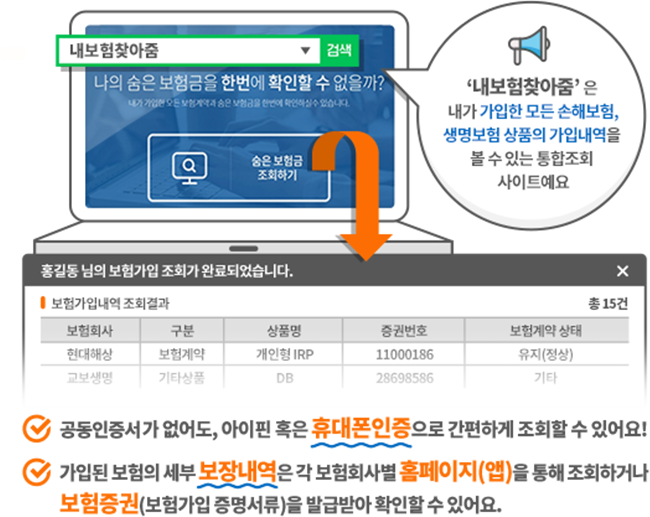 내보험찾아줌 ▼ 검색
나의 숨은 보험금을 한번에 확인할 수 없을까?
내가 가입한 모든 보험계약과 숨은 보험금을 한번에 확인하실수 있습니다.
숨은 보험금
조회하기
‘내보험찾아줌’ 은
내가 가입한 모든 손해보험,
생명보험 상품의 가입내역을
볼 수 있는 통합조회
사이트예요
홍길동 님의 보험가입 조회가 완료되었습니다. ✕
보험가입내역 조회결과 총 15건
보험회사 구분 상품명 증권번호 보험계약 상태
현대해상 보험계약 개인형 IRP 11000186 유지(정상)
교보생명 기타상품 DB 28698586 기타
공동인증서가 없어도, 아이핀 혹은 휴대폰인증으로 간편하게 조회할 수 있어요!
가입된 보험의 세부 보장내역은 각 보험회사별 홈페이지(앱)을 통해 조회하거나
보험증권(보험가입 증명서류)을 발급받아 확인할 수 있어요.